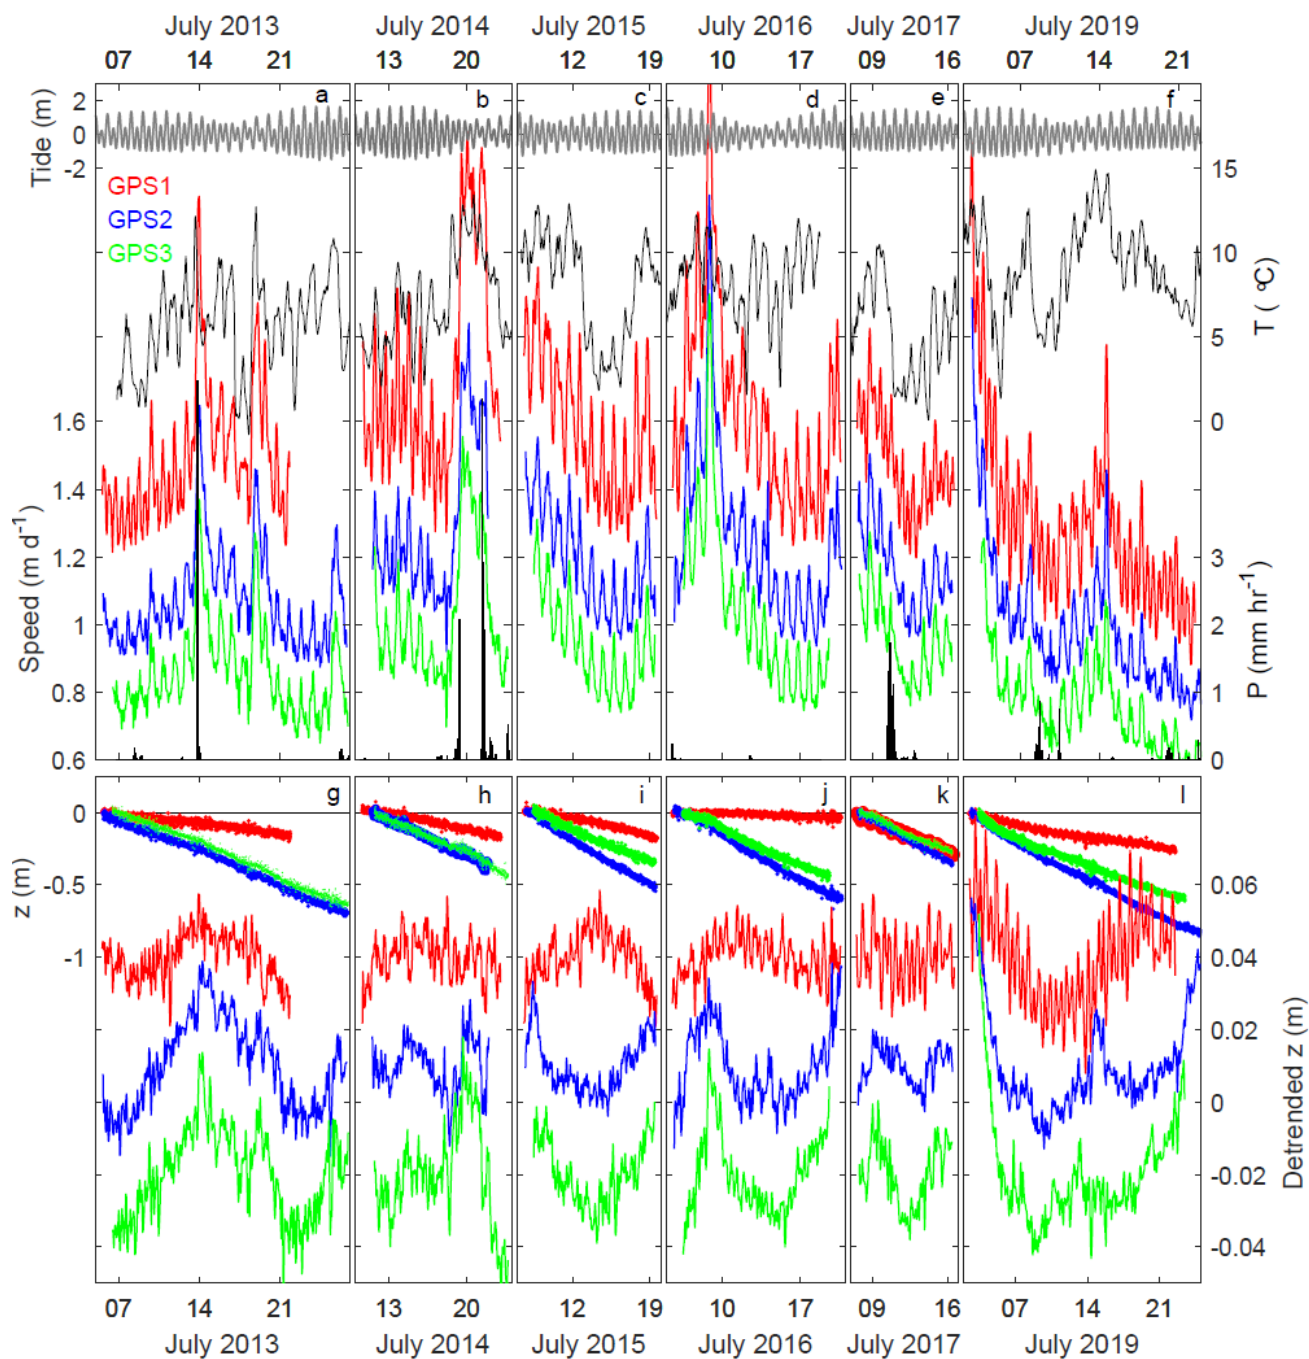 July 2013 July 2014 July 2015 July 2016 July 2017 July 2019
07 14 21 13 20 12 19 10 17 09 16 07 14 21
a b c d e f
Tide (m)
2
0
-2
GPS1
GPS2
GPS3
15
10
5
0
T ( °C)
Speed (m d⁻¹)
1.6
1.4
1.2
1
0.8
0.6
3
2
1
0
P (mm hr⁻¹)
g h i j k l
z (m)
0
-0.5
-1
0.06
0.04
0.02
0
-0.02
-0.04
Detrended z (m)
07 14 21 13 20 12 19 10 17 09 16 07 14 21
July 2013 July 2014 July 2015 July 2016 July 2017 July 2019